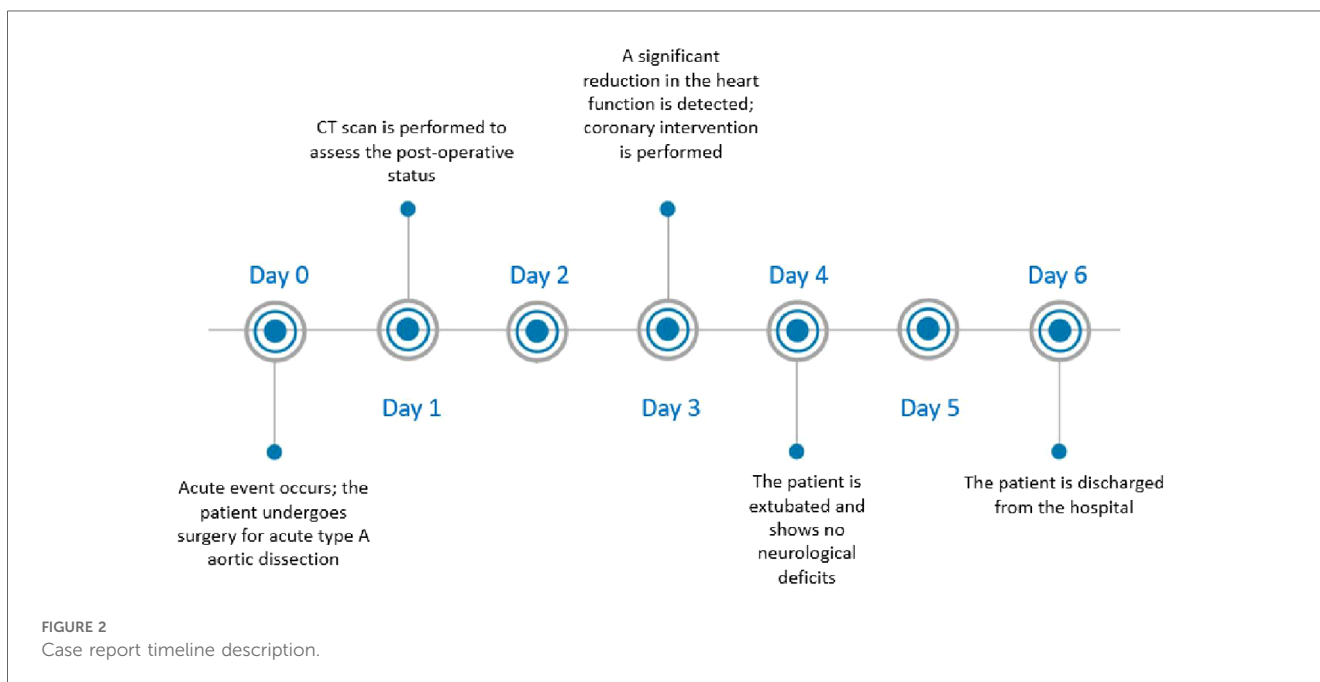 A significant
reduction in the heart
function is detected;
coronary intervention
is performed
CT scan is performed to
assess the post-operative
status
Day 0
Day 2
Day 4
Day 6
Day 1
Day 3
Day 5
Acute event occurs; the
patient undergoes
surgery for acute type A
aortic dissection
The patient is
extubated and
shows no
neurological
deficits
The patient is discharged
from the hospital
FIGURE 2
Case report timeline description.